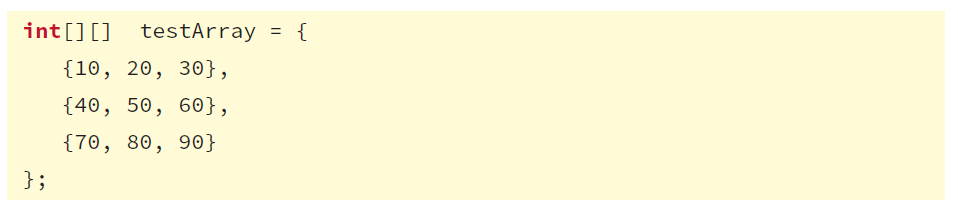 int[][]  testArray = {
   {10, 20, 30},
   {40, 50, 60},
   {70, 80, 90}
};